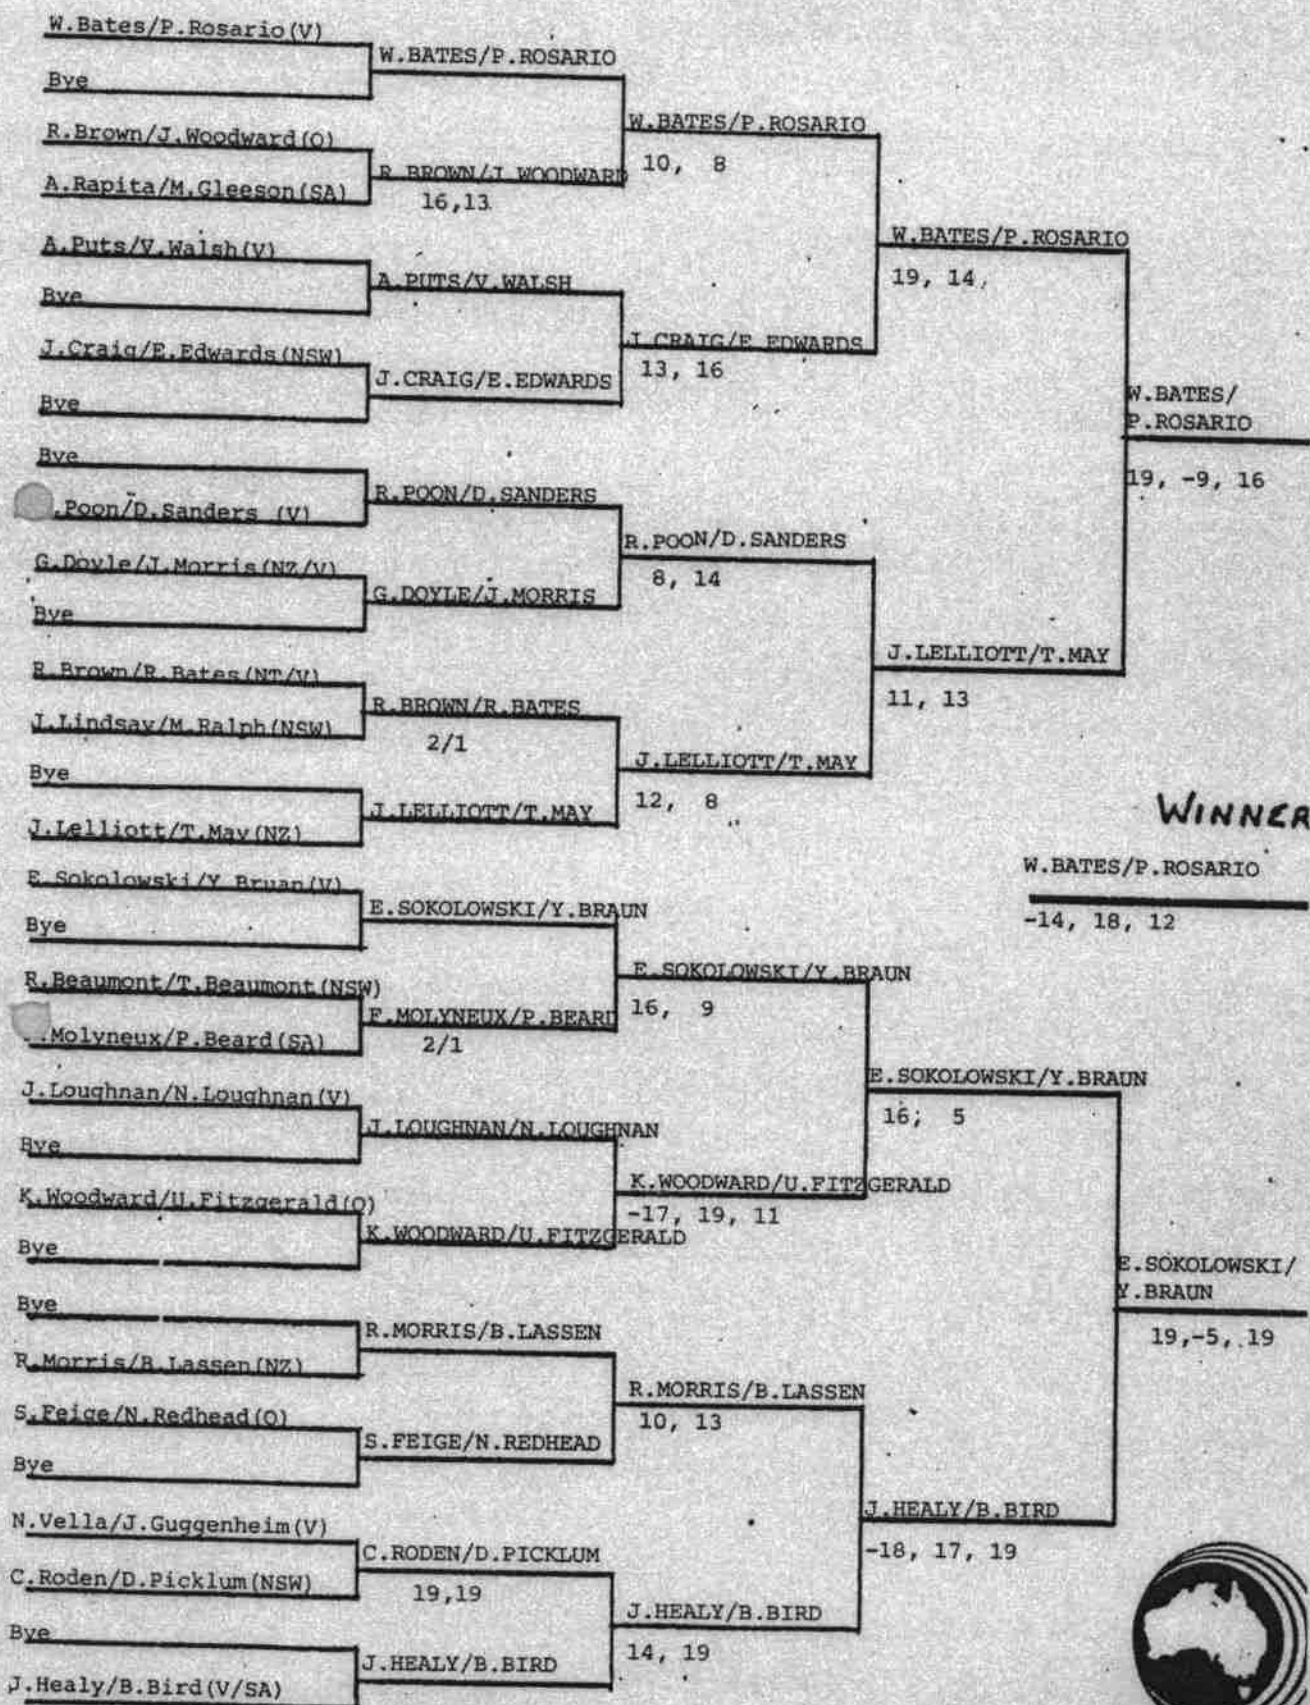 W.Bates/P.Rosario(V)
W.BATES/P.ROSARIO
Bye
W.BATES/P.ROSARIO
10, 8
R.Brown/J.Woodward(Q)
R.BROWN/J.WOODWARD
16,13
A.Rapita/M.Gleeson(SA)
W.BATES/P.ROSARIO
19, 14
A.Puts/V.Walsh(V)
A.PUTS/V.WALSH
Bye
J.CRAIG/E.EDWARDS
13, 16
J.Craig/E.Edwards(NSW)
J.CRAIG/E.EDWARDS
Bye
W.BATES/
P.ROSARIO
19, -9, 16
Bye
R.POON/D.SANDERS
.Poon/D.Sanders (V)
R.POON/D.SANDERS
8, 14
G.Doyle/J.Morris(NZ/V)
G.DOYLE/J.MORRIS
Bye
J.LELLIOTT/T.MAY
11, 13
R.Brown/R.Bates(NT/V)
R.BROWN/R.BATES
2/1
J.Lindsay/M.Ralph(NSW)
J.LELLIOTT/T.MAY
12, 8
Bye
J.LELLIOTT/T.MAY
J.Lelliott/T.May(NZ)
WINNER
W.BATES/P.ROSARIO
-14, 18, 12
E.Sokolowski/Y.Bruan(V)
E.SOKOLOWSKI/Y.BRAUN
Bye
E.SOKOLOWSKI/Y.BRAUN
16, 9
R.Beaumont/T.Beaumont(NSW)
F.MOLYNEUX/P.BEARD
2/1
.Molyneux/P.Beard(SA)
E.SOKOLOWSKI/Y.BRAUN
16; 5
J.Loughnan/N.Loughnan(V)
J.LOUGHNAN/N.LOUGHNAN
Bye
K.WOODWARD/U.FITZGERALD
-17, 19, 11
K.Woodward/U.Fitzgerald(Q)
K.WOODWARD/U.FITZGERALD
Bye
E.SOKOLOWSKI/
Y.BRAUN
19,-5, 19
Bye
R.MORRIS/B.LASSEN
R.Morris/B.Lassen(NZ)
R.MORRIS/B.LASSEN
10, 13
S.Feige/N.Redhead(Q)
S.FEIGE/N.REDHEAD
Bye
J.HEALY/B.BIRD
-18, 17, 19
N.Vella/J.Guggenheim(V)
C.RODEN/D.PICKLUM
19,19
C.Roden/D.Picklum(NSW)
J.HEALY/B.BIRD
14, 19
Bye
J.HEALY/B.BIRD
J.Healy/B.Bird(V/SA)